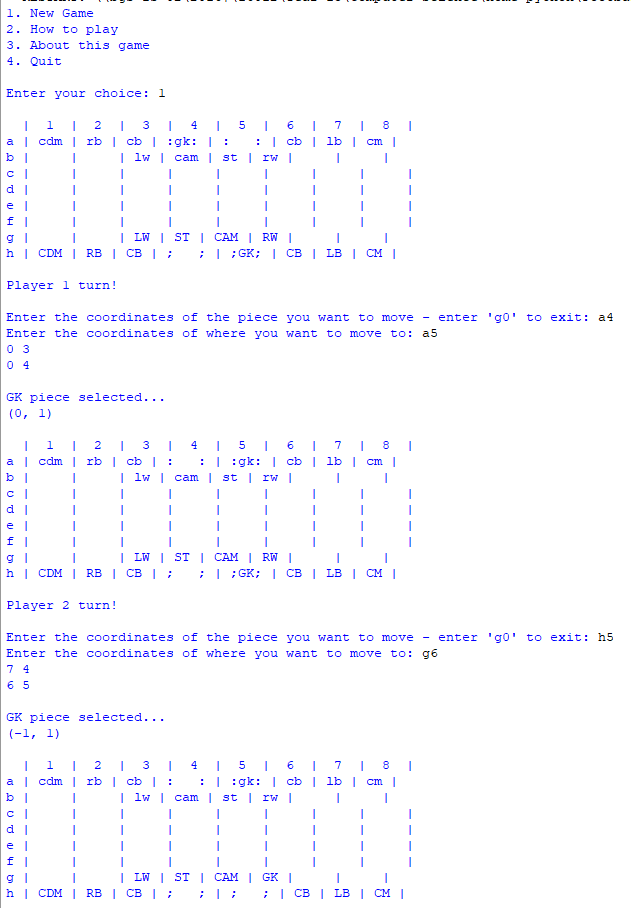 1. New Game
2. How to play
3. About this game
4. Quit
Enter your choice: 1
  |  1  |  2  |  3  |  4  |  5  |  6  |  7  |  8  |
a | cdm | rb | cb | :gk: | :   : | cb | lb | cm |
b |     |     | lw | cam | st | rw |     |     |
c |     |     |     |     |     |     |     |     |
d |     |     |     |     |     |     |     |     |
e |     |     |     |     |     |     |     |     |
f |     |     |     |     |     |     |     |     |
g |     |     | LW | ST | CAM | RW |     |     |
h | CDM | RB | CB | ;   ; | ;GK; | CB | LB | CM |
Player 1 turn!
Enter the coordinates of the piece you want to move - enter 'g0' to exit: a4
Enter the coordinates of where you want to move to: a5
0 3
0 4
GK piece selected...
(0, 1)
  |  1  |  2  |  3  |  4  |  5  |  6  |  7  |  8  |
a | cdm | rb | cb | :   : | :gk: | cb | lb | cm |
b |     |     | lw | cam | st | rw |     |     |
c |     |     |     |     |     |     |     |     |
d |     |     |     |     |     |     |     |     |
e |     |     |     |     |     |     |     |     |
f |     |     |     |     |     |     |     |     |
g |     |     | LW | ST | CAM | RW |     |     |
h | CDM | RB | CB | ;   ; | ;GK; | CB | LB | CM |
Player 2 turn!
Enter the coordinates of the piece you want to move - enter 'g0' to exit: h5
Enter the coordinates of where you want to move to: g6
7 4
6 5
GK piece selected...
(-1, 1)
  |  1  |  2  |  3  |  4  |  5  |  6  |  7  |  8  |
a | cdm | rb | cb | :   : | :gk: | cb | lb | cm |
b |     |     | lw | cam | st | rw |     |     |
c |     |     |     |     |     |     |     |     |
d |     |     |     |     |     |     |     |     |
e |     |     |     |     |     |     |     |     |
f |     |     |     |     |     |     |     |     |
g |     |     | LW | ST | CAM | GK |     |     |
h | CDM | RB | CB | ;   ; | ;   ; | CB | LB | CM |